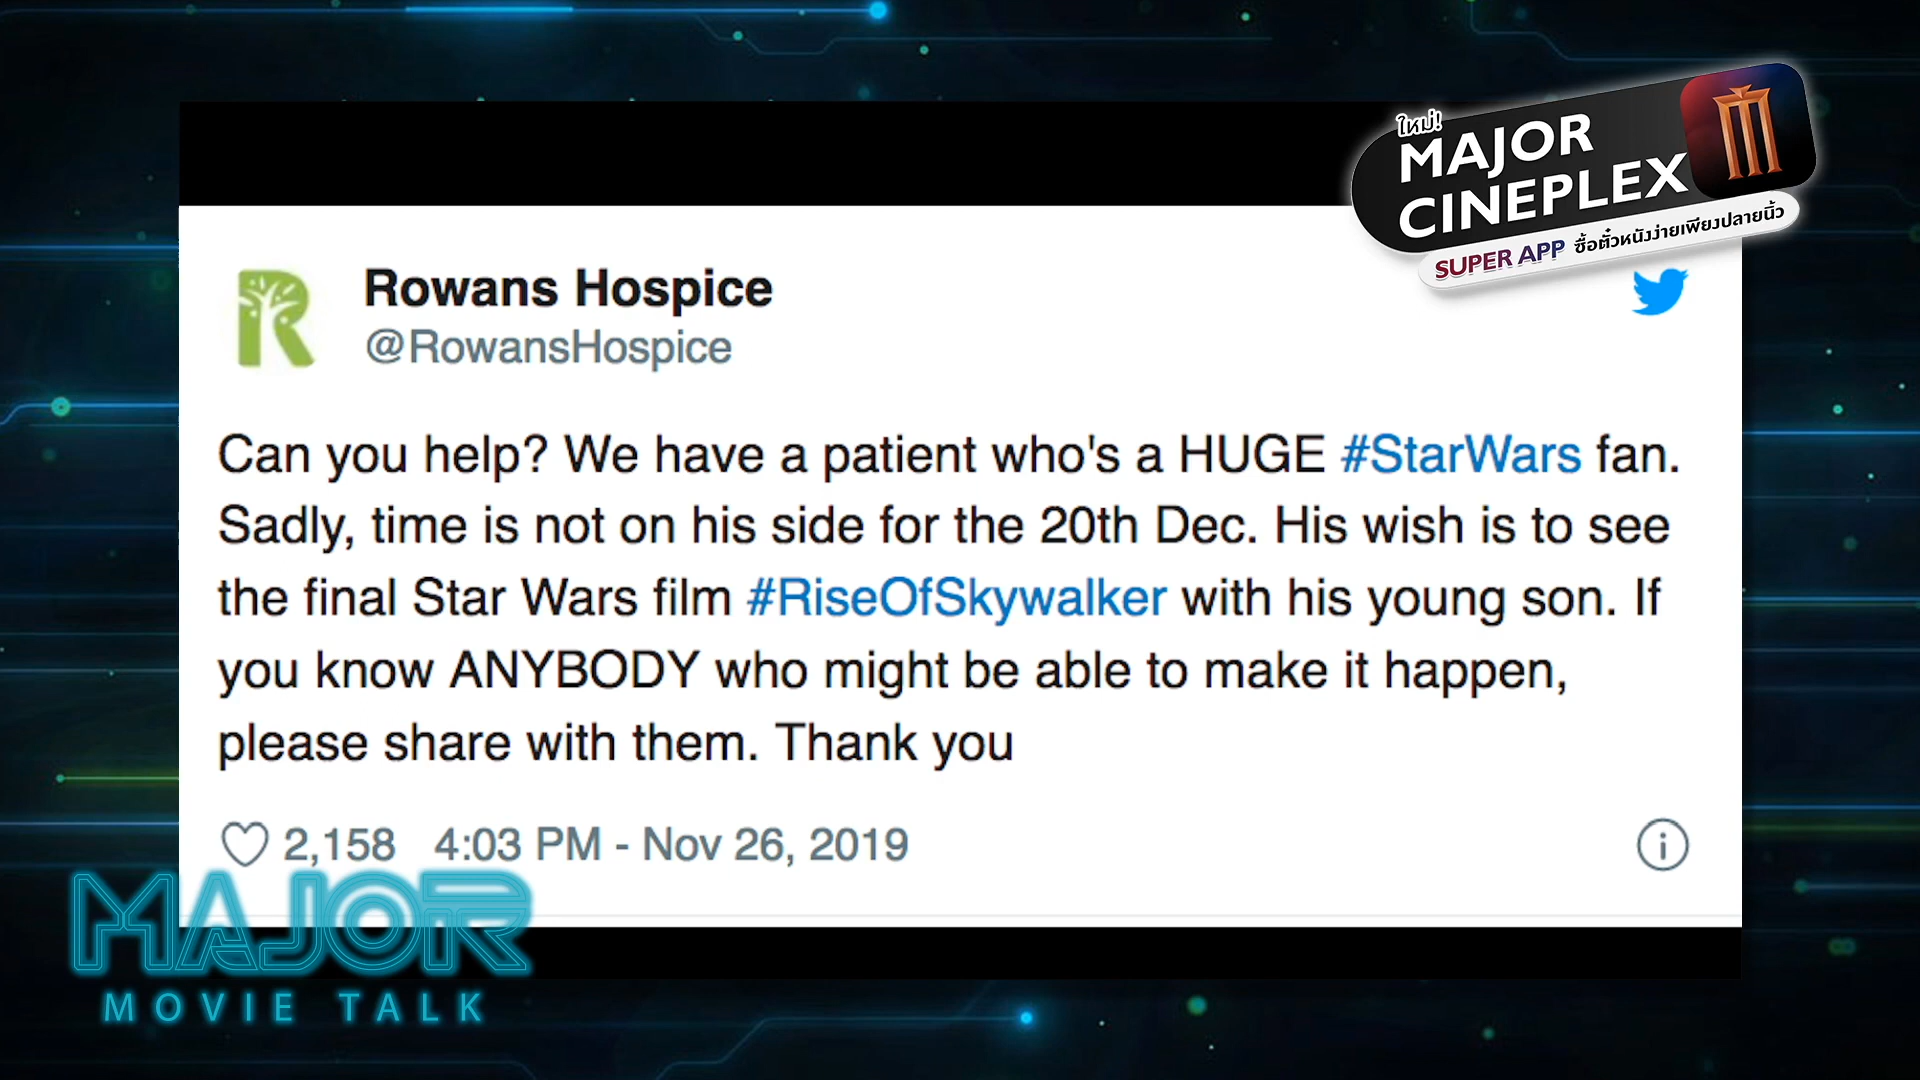 ใหม่!
MAJOR
CINEPLEX
SUPER APP ซื้อตั๋วหนังง่ายเพียงปลายนิ้ว
Rowans Hospice
@RowansHospice
Can you help? We have a patient who's a HUGE #StarWars fan.
Sadly, time is not on his side for the 20th Dec. His wish is to see
the final Star Wars film #RiseOfSkywalker with his young son. If
you know ANYBODY who might be able to make it happen,
please share with them. Thank you
2,158 4:03 PM - Nov 26, 2019
MAJOR
MOVIE TALK